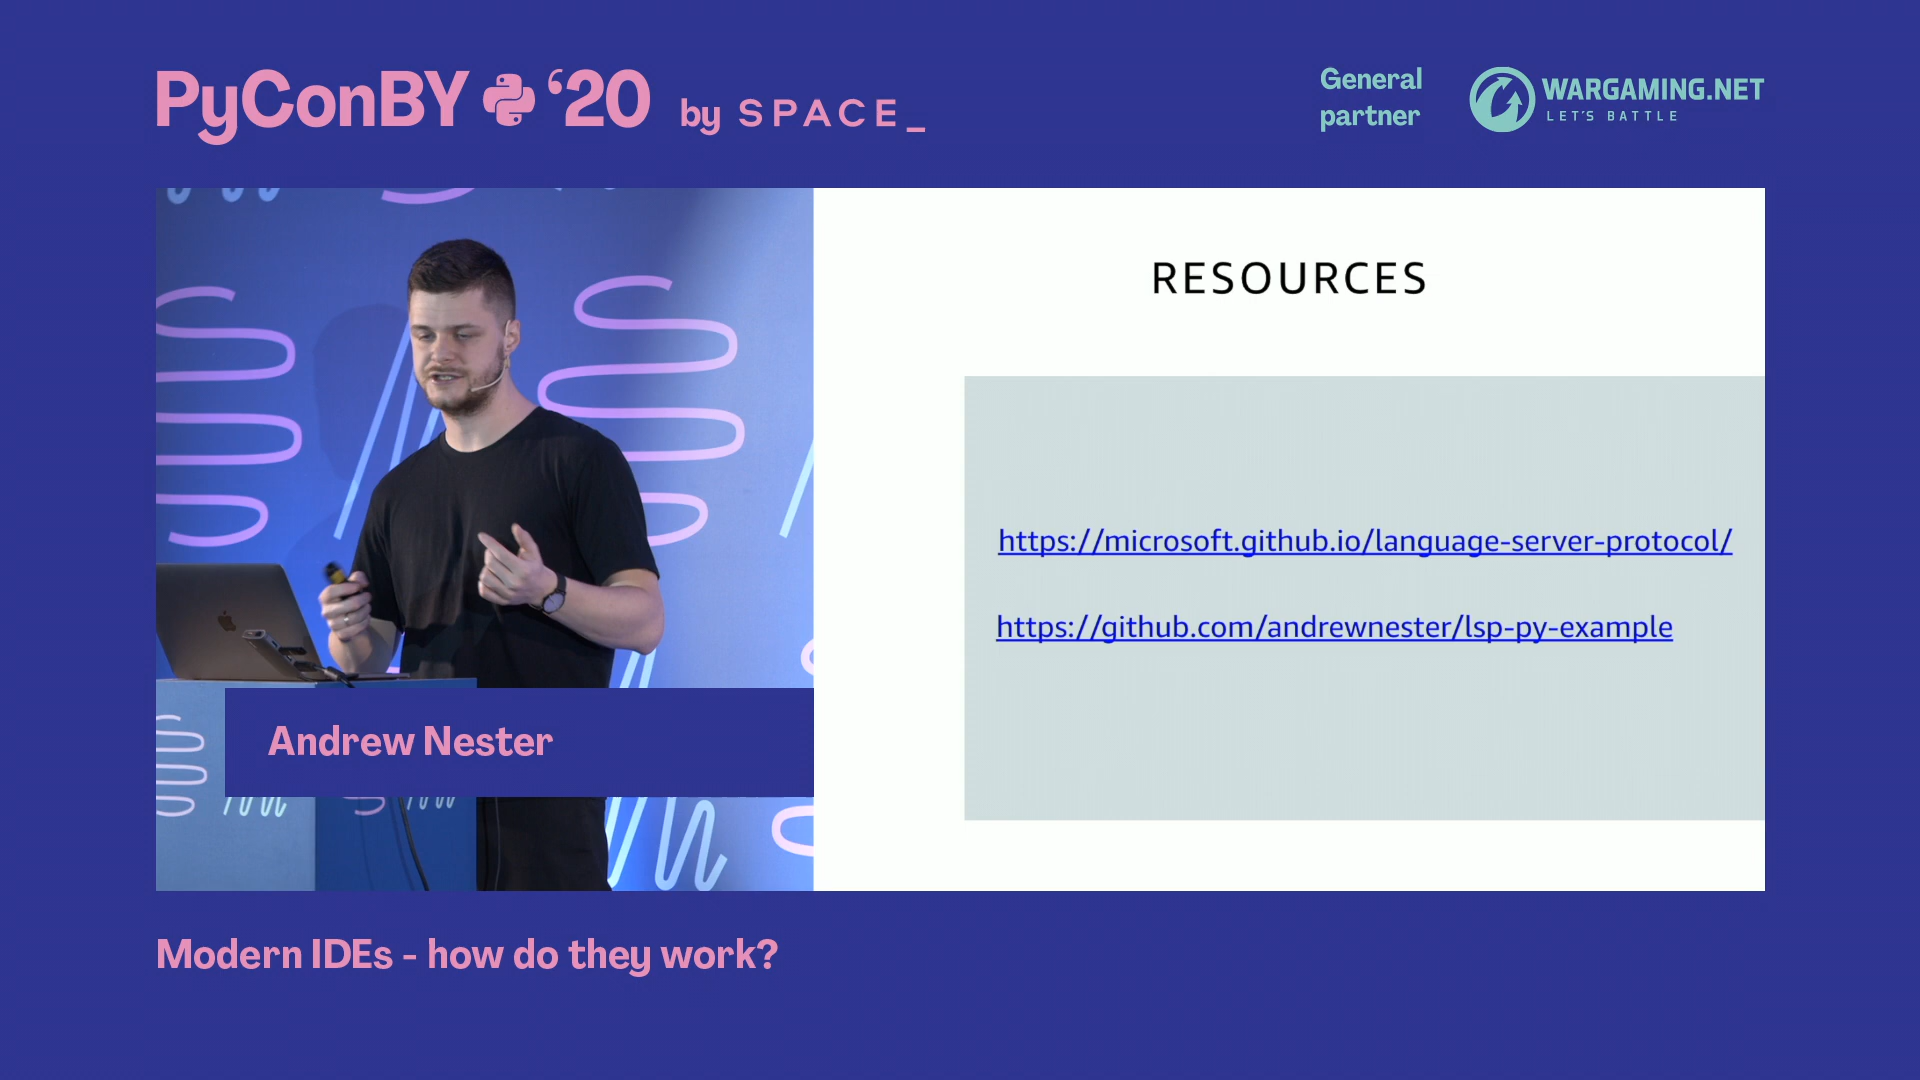 PyConBY '20 by SPACE_
General
partner
WARGAMING.NET
LET'S BATTLE
RESOURCES
https://microsoft.github.io/language-server-protocol/
https://github.com/andrewnester/lsp-py-example
Andrew Nester
Modern IDEs - how do they work?